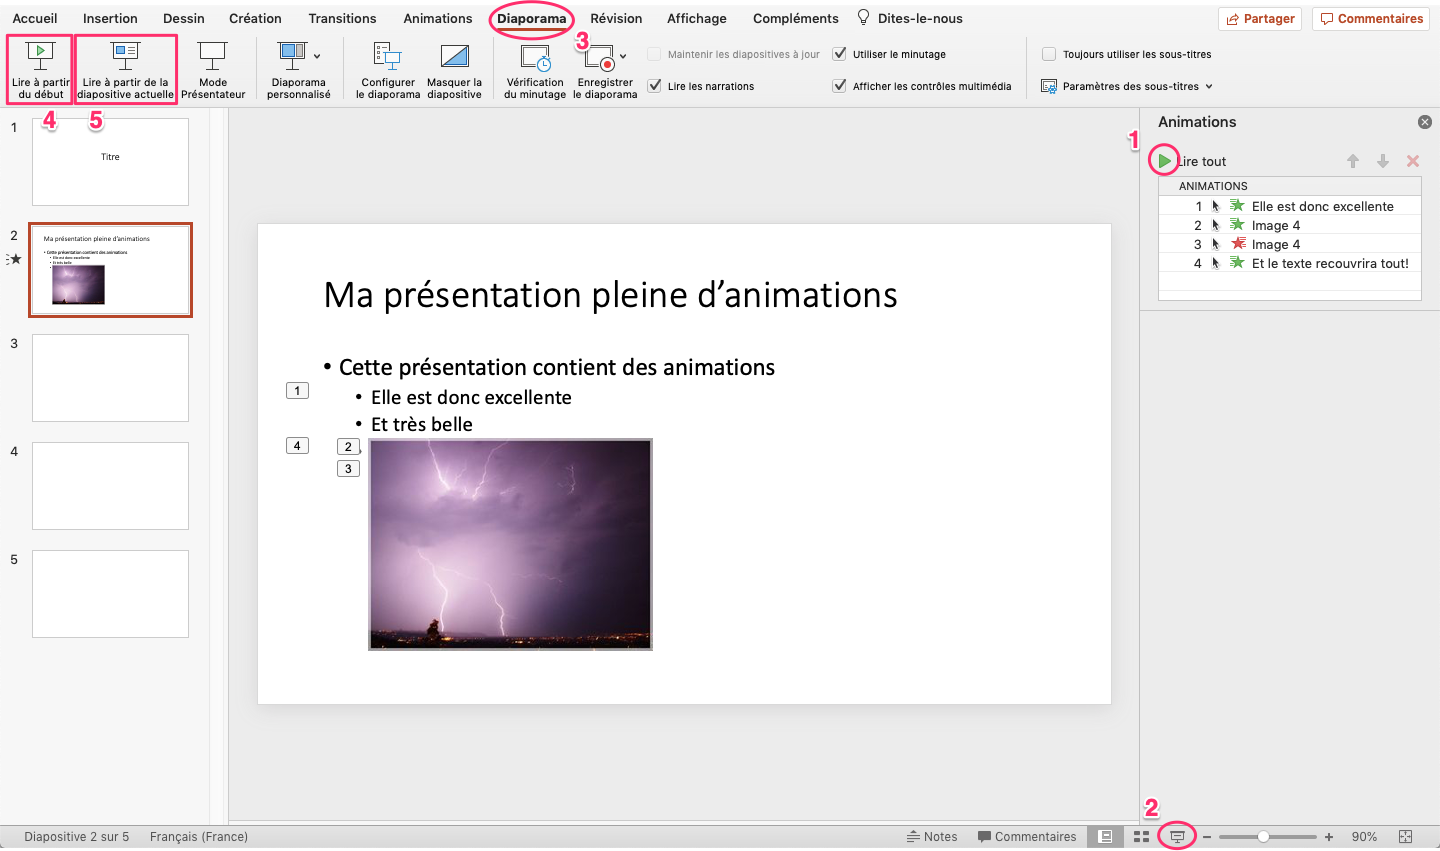 Accueil Insertion Dessin Création Transitions Animations Diaporama Révision Affichage Compléments Dites-le-nous Partager Commentaires
3
Lire à partir du début
Lire à partir de la diapositive actuelle
Mode Présentateur
Diaporama personnalisé
Configurer le diaporama
Masquer la diapositive
Vérification du minutage
Enregistrer le diaporama
Maintenir les diapositives à jour
Lire les narrations
Utiliser le minutage
Afficher les contrôles multimédia
Toujours utiliser les sous-titres
Paramètres des sous-titres
4 5
1
Titre
2
Ma présentation pleine d'animations
• Cette présentation contient des animations
• Elle est donc excellente
• Et très belle
3
4
5
Ma présentation pleine d’animations
• Cette présentation contient des animations
1
• Elle est donc excellente
• Et très belle
4 2
3
Animations
1
Lire tout
ANIMATIONS
1 Elle est donc excellente
2 Image 4
3 Image 4
4 Et le texte recouvrira tout!
2
Diapositive 2 sur 5 Français (France) Notes Commentaires 90%